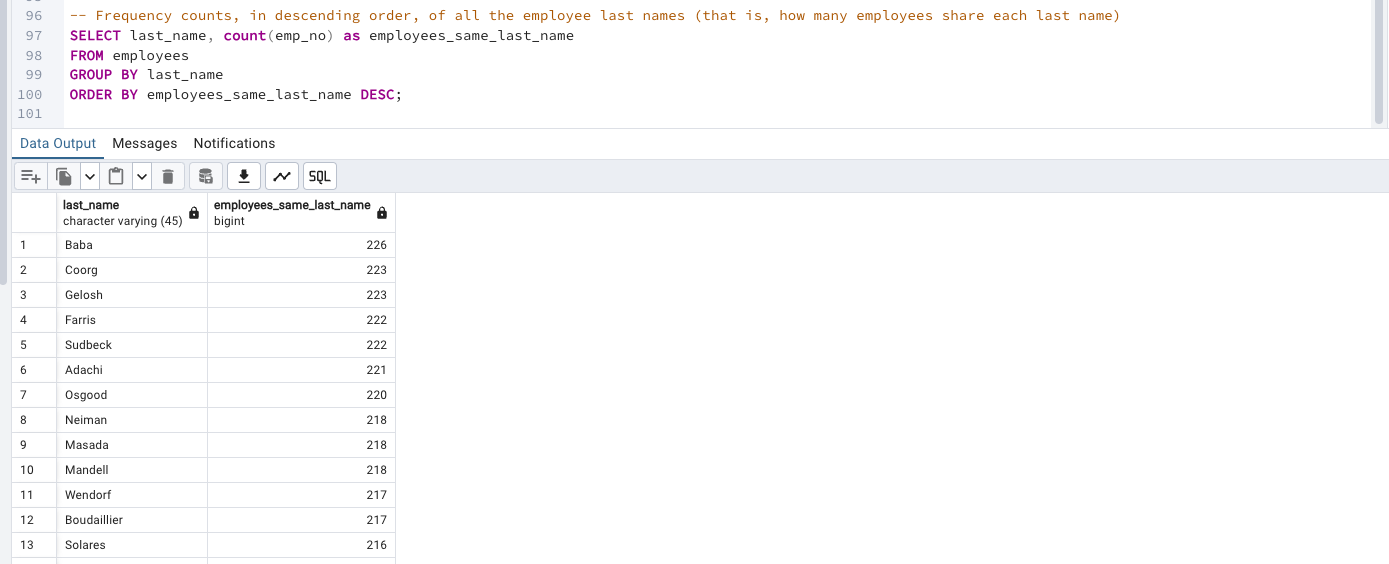 96 -- Frequency counts, in descending order, of all the employee last names (that is, how many employees share each last name)
97 SELECT last_name, count(emp_no) as employees_same_last_name
98 FROM employees
99 GROUP BY last_name
100 ORDER BY employees_same_last_name DESC;
101
Data Output Messages Notifications
SQL
last_name employees_same_last_name
character varying (45) bigint
1 Baba 226
2 Coorg 223
3 Gelosh 223
4 Farris 222
5 Sudbeck 222
6 Adachi 221
7 Osgood 220
8 Neiman 218
9 Masada 218
10 Mandell 218
11 Wendorf 217
12 Boudaillier 217
13 Solares 216